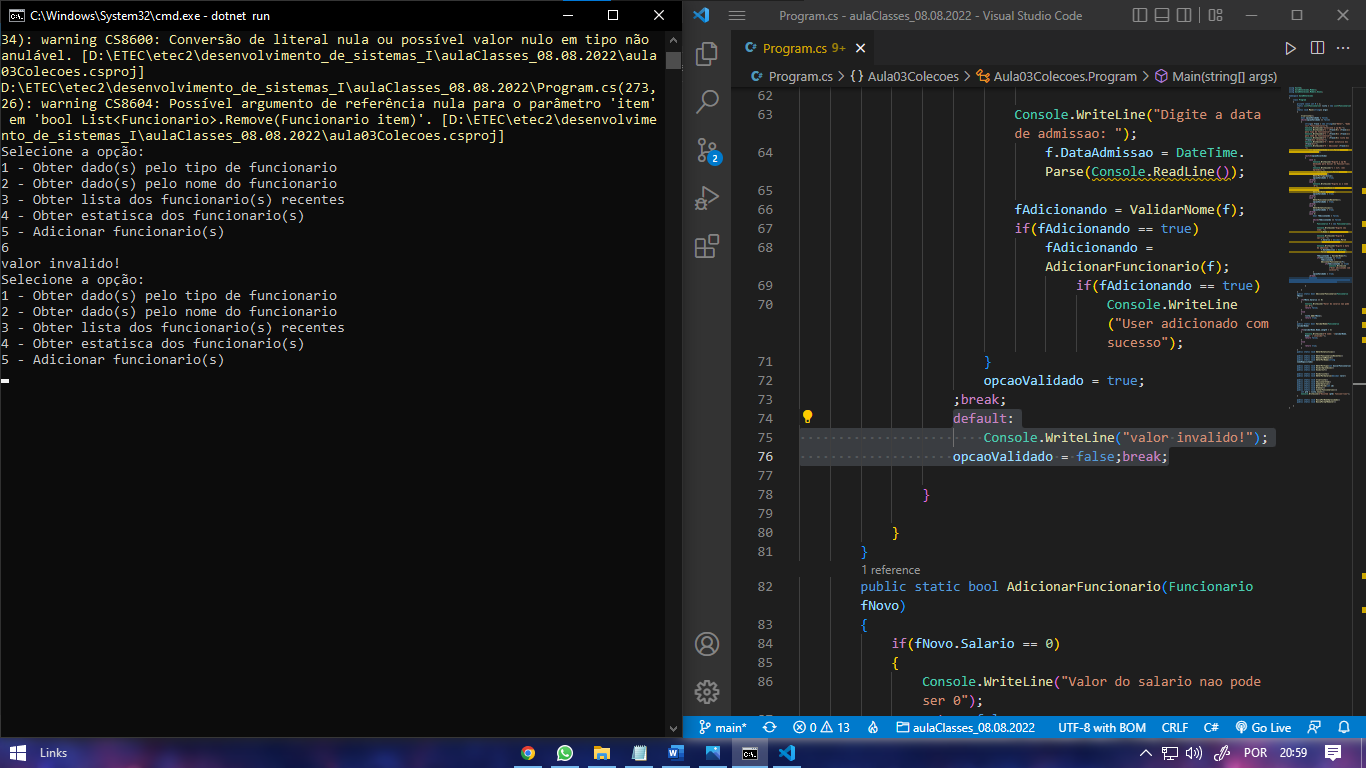 C:\Windows\System32\cmd.exe - dotnet run
34): warning CS8600: Conversão de literal nula ou possível valor nulo em tipo não
anulável. [D:\ETEC\etec2\desenvolvimento_de_sistemas_I\aulaClasses_08.08.2022\aula
03Colecoes.csproj]
D:\ETEC\etec2\desenvolvimento_de_sistemas_I\aulaClasses_08.08.2022\Program.cs(273,
26): warning CS8604: Possível argumento de referência nula para o parâmetro 'item'
em 'bool List<Funcionario>.Remove(Funcionario item)'. [D:\ETEC\etec2\desenvolvime
nto_de_sistemas_I\aulaClasses_08.08.2022\aula03Colecoes.csproj]
Selecione a opção:
1 - Obter dado(s) pelo tipo de funcionario
2 - Obter dado(s) pelo nome do funcionario
3 - Obter lista dos funcionario(s) recentes
4 - Obter estatisca dos funcionario(s)
5 - Adicionar funcionario(s)
6
valor invalido!
Selecione a opção:
1 - Obter dado(s) pelo tipo de funcionario
2 - Obter dado(s) pelo nome do funcionario
3 - Obter lista dos funcionario(s) recentes
4 - Obter estatisca dos funcionario(s)
5 - Adicionar funcionario(s)
Program.cs - aulaClasses_08.08.2022 - Visual Studio Code
Program.cs 9+
Program.cs > {} Aula03Colecoes > Aula03Colecoes.Program > Main(string[] args)
62
63 Console.WriteLine("Digite a data
de admissao: ");
64 f.DataAdmissao = DateTime.
Parse(Console.ReadLine());
65
66 fAdicionando = ValidarNome(f);
67 if(fAdicionando == true)
68 fAdicionando =
AdicionarFuncionario(f);
69 if(fAdicionando == true)
70 Console.WriteLine
("User adicionado com
sucesso");
71 }
72 opcaoValidado = true;
73 ;break;
74 default:
75 Console.WriteLine("valor invalido!");
76 opcaoValidado = false;break;
77
78 }
79
80 }
81 }
1 reference
82 public static bool AdicionarFuncionario(Funcionario
fNovo)
83 {
84 if(fNovo.Salario == 0)
85 {
86 Console.WriteLine("Valor do salario nao pode
ser 0");
2
main* 0 13 aulaClasses_08.08.2022 UTF-8 with BOM CRLF C# Go Live
Links POR 20:59